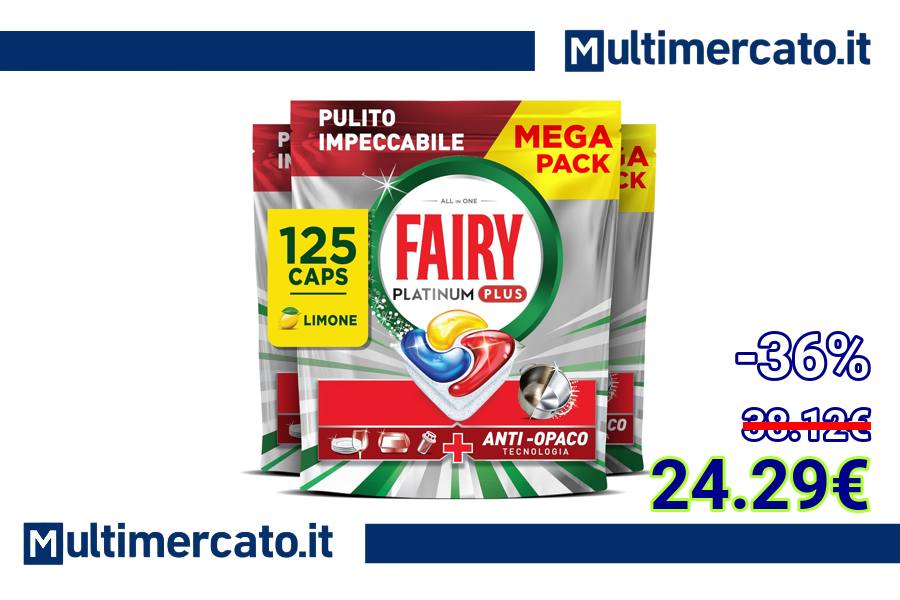 Multimercato.it
PULITO
IMPECCABILE
MEGA
PACK
ALL in ONE
FAIRY
PLATINUM PLUS
125
CAPS
LIMONE
ANTI-OPACO
TECNOLOGIA
-36%
38.12€
24.29€
Multimercato.it